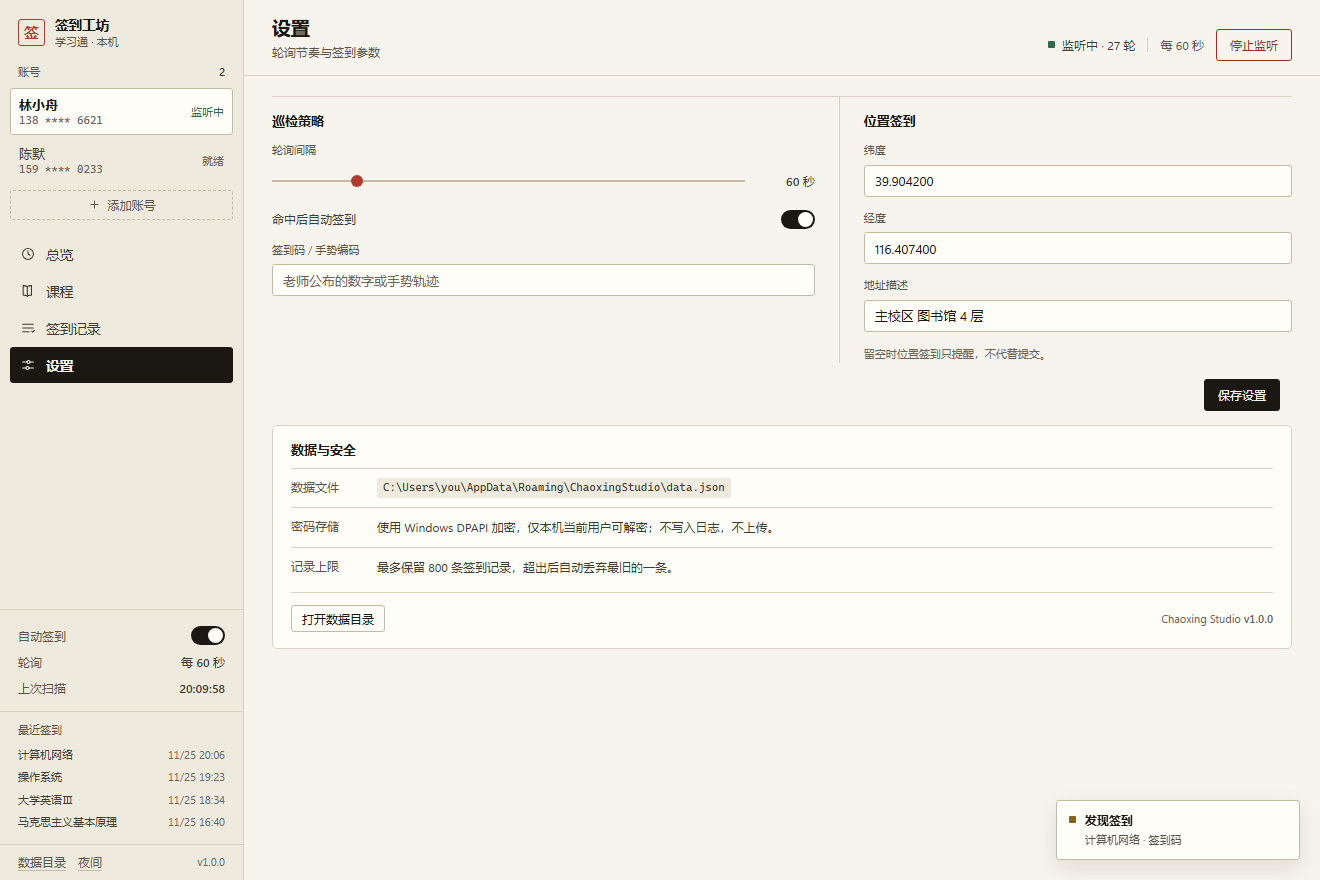 签
签到工坊
学习通 · 本机
账号 2
林小舟
138 **** 6621
监听中
陈默
159 **** 0233
就绪
+ 添加账号
总览
课程
签到记录
设置
自动签到
轮询 每 60 秒
上次扫描 20:09:58
最近签到
计算机网络 11/25 20:06
操作系统 11/25 19:23
大学英语Ⅲ 11/25 18:34
马克思主义基本原理 11/25 16:40
数据目录 夜间 v1.0.0
设置
轮询节奏与签到参数
监听中 · 27 轮 每 60 秒 停止监听
巡检策略
轮询间隔
60 秒
命中后自动签到
签到码 / 手势编码
老师公布的数字或手势轨迹
位置签到
纬度
39.904200
经度
116.407400
地址描述
主校区 图书馆 4 层
留空时位置签到只提醒，不代替提交。
保存设置
数据与安全
数据文件 C:\Users\you\AppData\Roaming\ChaoxingStudio\data.json
密码存储 使用 Windows DPAPI 加密，仅本机当前用户可解密；不写入日志，不上传。
记录上限 最多保留 800 条签到记录，超出后自动丢弃最旧的一条。
打开数据目录 Chaoxing Studio v1.0.0
发现签到
计算机网络 · 签到码